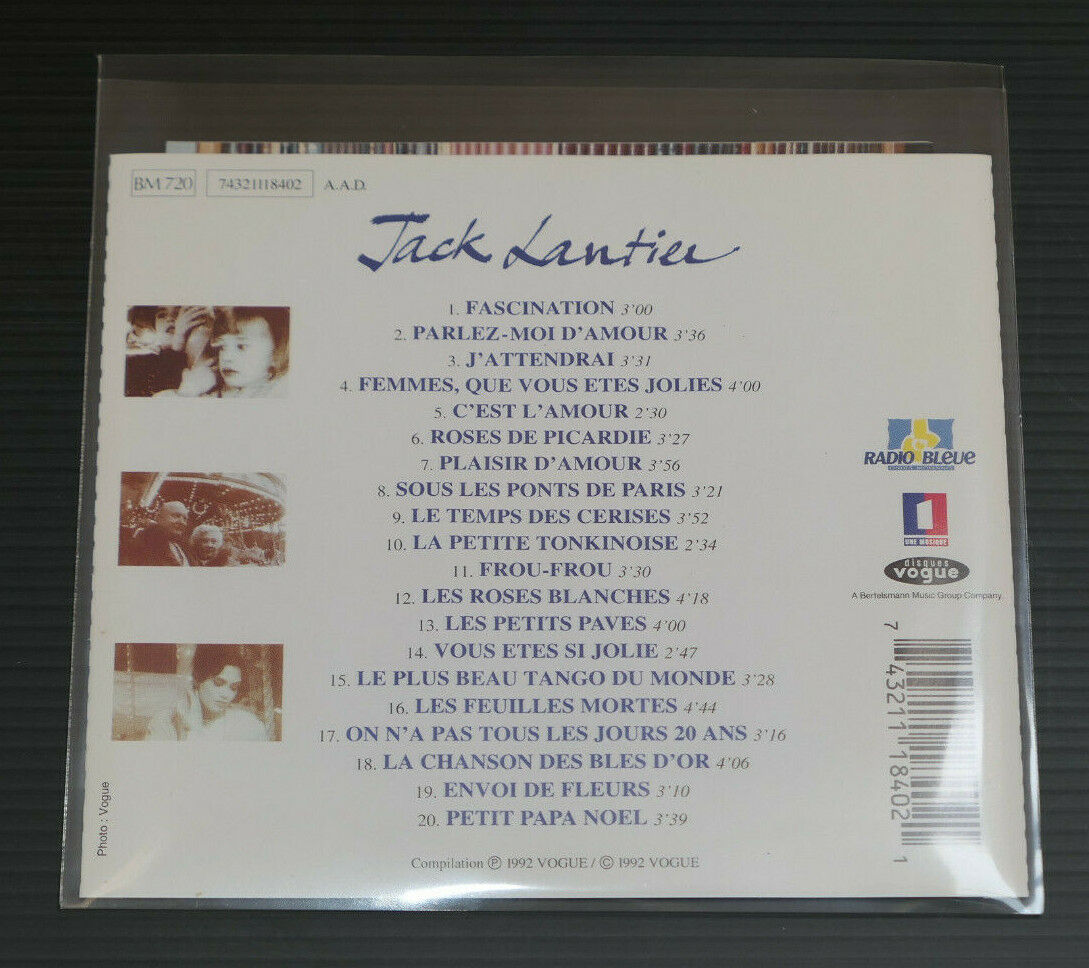 BM 720 74321118402 A.A.D.
Jack Lantier
1. FASCINATION 3'00
2. PARLEZ-MOI D'AMOUR 3'36
3. J'ATTENDRAI 3'31
4. FEMMES, QUE VOUS ETES JOLIES 4'00
5. C'EST L'AMOUR 2'30
6. ROSES DE PICARDIE 3'27
7. PLAISIR D'AMOUR 3'56
8. SOUS LES PONTS DE PARIS 3'21
9. LE TEMPS DES CERISES 3'52
10. LA PETITE TONKINOISE 2'34
11. FROU-FROU 3'30
12. LES ROSES BLANCHES 4'18
13. LES PETITS PAVES 4'00
14. VOUS ETES SI JOLIE 2'47
15. LE PLUS BEAU TANGO DU MONDE 3'28
16. LES FEUILLES MORTES 4'44
17. ON N'A PAS TOUS LES JOURS 20 ANS 3'16
18. LA CHANSON DES BLES D'OR 4'06
19. ENVOI DE FLEURS 3'10
20. PETIT PAPA NOEL 3'39
Compilation Ⓟ 1992 VOGUE / © 1992 VOGUE
Photo : Vogue
RADIO BLEUE
1
UNE MUSIQUE
disques
vogue
A Bertelsmann Music Group Company
7 43211 18402 1